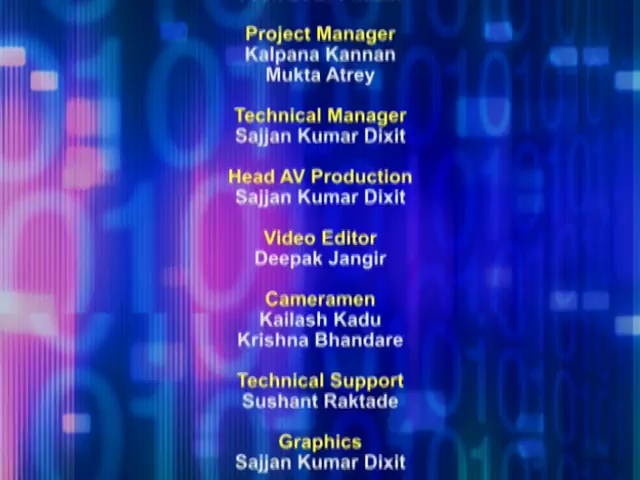 Project Manager
Kalpana Kannan
Mukta Atrey
Technical Manager
Sajjan Kumar Dixit
Head AV Production
Sajjan Kumar Dixit
Video Editor
Deepak Jangir
Cameramen
Kailash Kadu
Krishna Bhandare
Technical Support
Sushant Raktade
Graphics
Sajjan Kumar Dixit